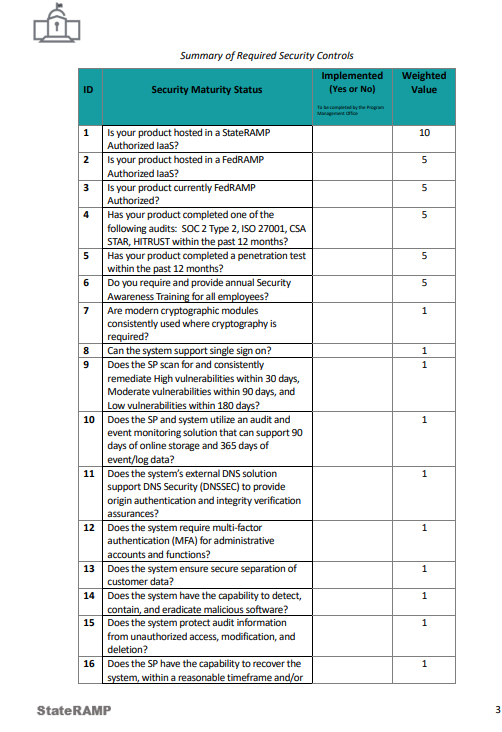 Summary of Required Security Controls
ID
Security Maturity Status
Implemented
(Yes or No)
To be completed by the Program
Management Office
Weighted
Value
1 Is your product hosted in a StateRAMP 10
Authorized IaaS?
2 Is your product hosted in a FedRAMP 5
Authorized IaaS?
3 Is your product currently FedRAMP 5
Authorized?
4 Has your product completed one of the 5
following audits: SOC 2 Type 2, ISO 27001, CSA
STAR, HITRUST within the past 12 months?
5 Has your product completed a penetration test 5
within the past 12 months?
6 Do you require and provide annual Security 5
Awareness Training for all employees?
7 Are modern cryptographic modules 1
consistently used where cryptography is
required?
8 Can the system support single sign on? 1
9 Does the SP scan for and consistently 1
remediate High vulnerabilities within 30 days,
Moderate vulnerabilities within 90 days, and
Low vulnerabilities within 180 days?
10 Does the SP and system utilize an audit and 1
event monitoring solution that can support 90
days of online storage and 365 days of
event/log data?
11 Does the system's external DNS solution 1
support DNS Security (DNSSEC) to provide
origin authentication and integrity verification
assurances?
12 Does the system require multi-factor 1
authentication (MFA) for administrative
accounts and functions?
13 Does the system ensure secure separation of 1
customer data?
14 Does the system have the capability to detect, 1
contain, and eradicate malicious software?
15 Does the system protect audit information 1
from unauthorized access, modification, and
deletion?
16 Does the SP have the capability to recover the 1
system, within a reasonable timeframe and/or
StateRAMP
3